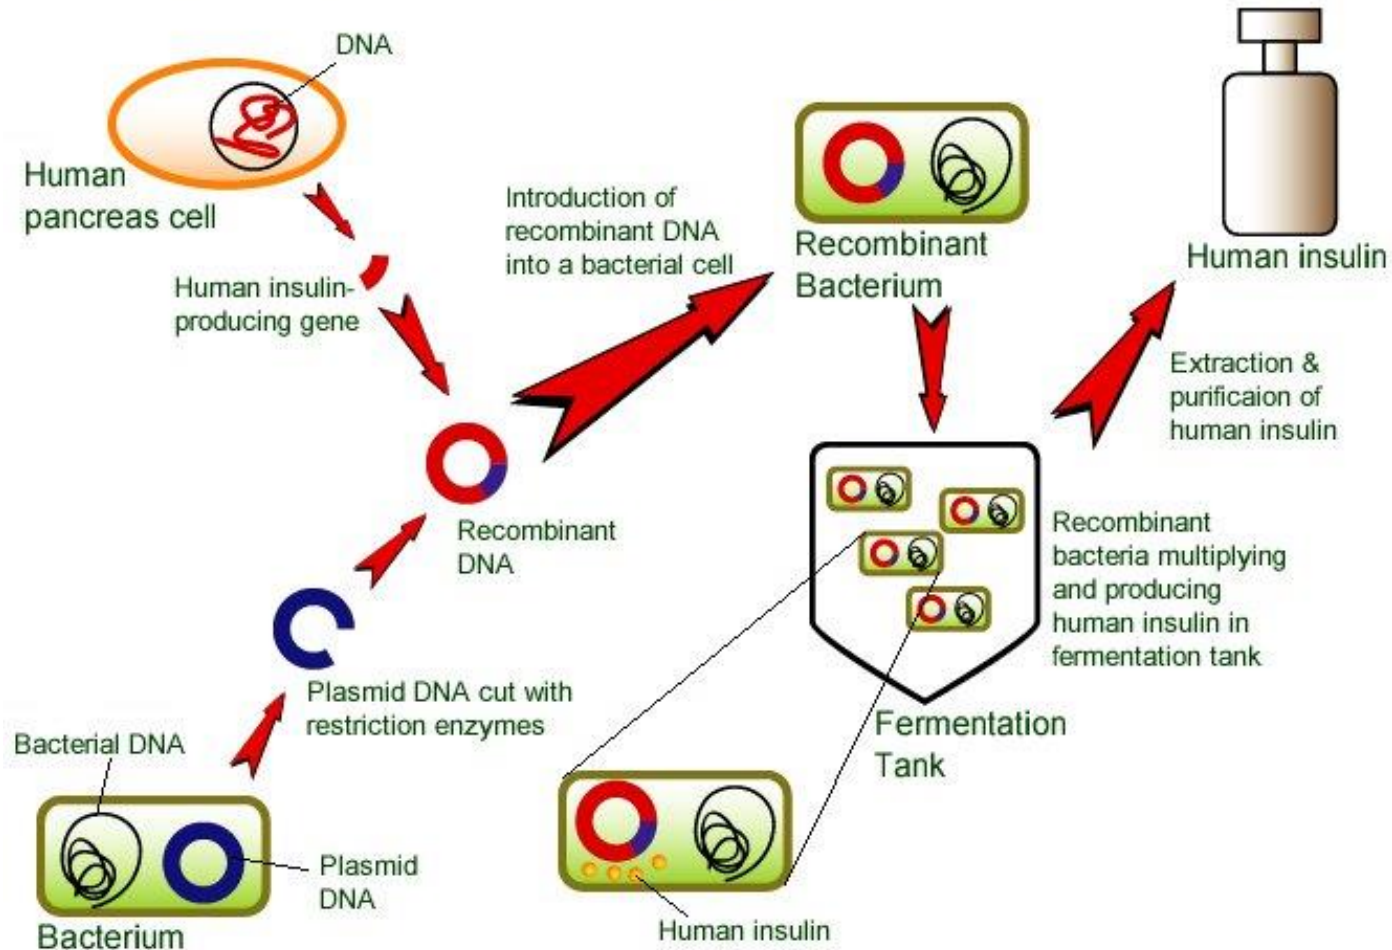 DNA
Human
pancreas cell
Human insulin-
producing gene
Introduction of
recombinant DNA
into a bacterial cell
Recombinant
Bacterium
Human insulin
Extraction &
purificaion of
human insulin
Recombinant
DNA
Plasmid DNA cut with
restriction enzymes
Bacterial DNA
Plasmid
DNA
Bacterium
Recombinant
bacteria multiplying
and producing
human insulin in
fermentation tank
Fermentation
Tank
Human insulin